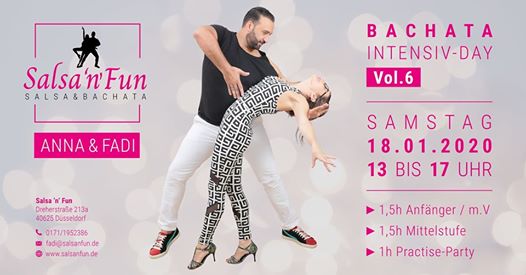 Salsa 'n' Fun
SALSA & BACHATA
ANNA & FADI
Salsa 'n' Fun
Dreherstraße 213a
40625 Düsseldorf
0171/1952386
fadi@salsanfun.de
www.salsanfun.de
BACHATA
INTENSIV-DAY
Vol.6
SAMSTAG
18.01.2020
13 BIS 17 UHR
1,5h Anfänger / m.V
1,5h Mittelstufe
1h Practise-Party